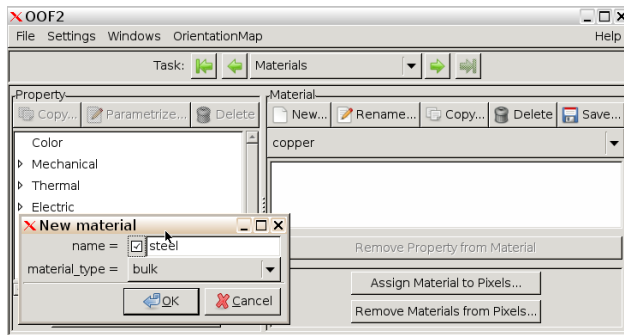 OOF2
File Settings Windows OrientationMap Help
Task: Materials
Property Material
Copy... Parametrize... Delete New... Rename... Copy... Delete Save...
Color copper
Mechanical
Thermal
Electric
New material
name = steel
Remove Property from Material
material_type = bulk
Assign Material to Pixels...
OK Cancel
Remove Materials from Pixels...